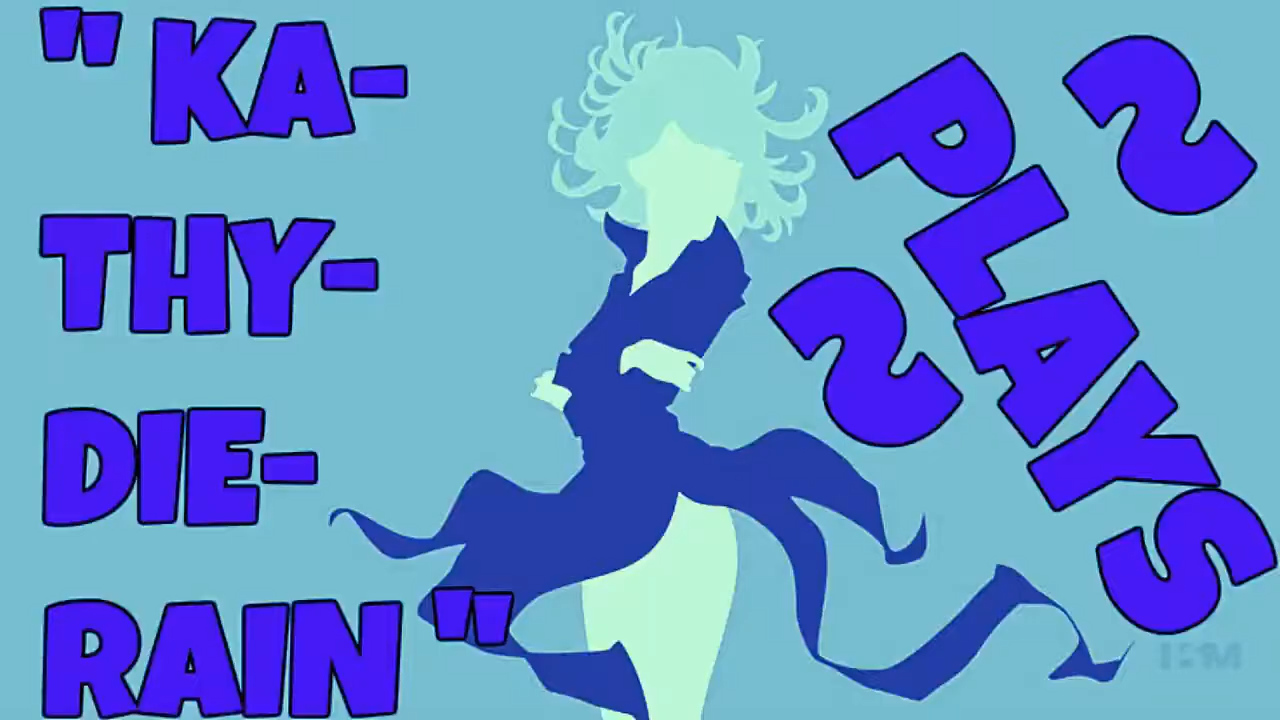 " KA-
THY-
DIE-
RAIN "
PLAYS